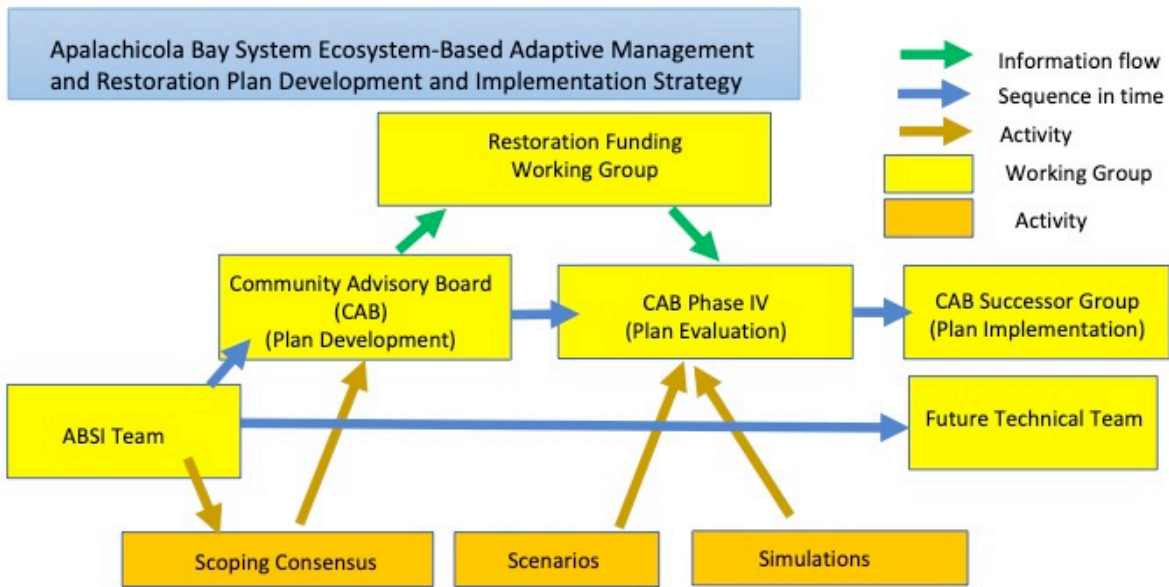 Apalachicola Bay System Ecosystem-Based Adaptive Management
and Restoration Plan Development and Implementation Strategy
Information flow
Sequence in time
Activity
Working Group
Activity
Restoration Funding
Working Group
Community Advisory Board
(CAB)
(Plan Development)
CAB Phase IV
(Plan Evaluation)
CAB Successor Group
(Plan Implementation)
ABSI Team
Future Technical Team
Scoping Consensus
Scenarios
Simulations